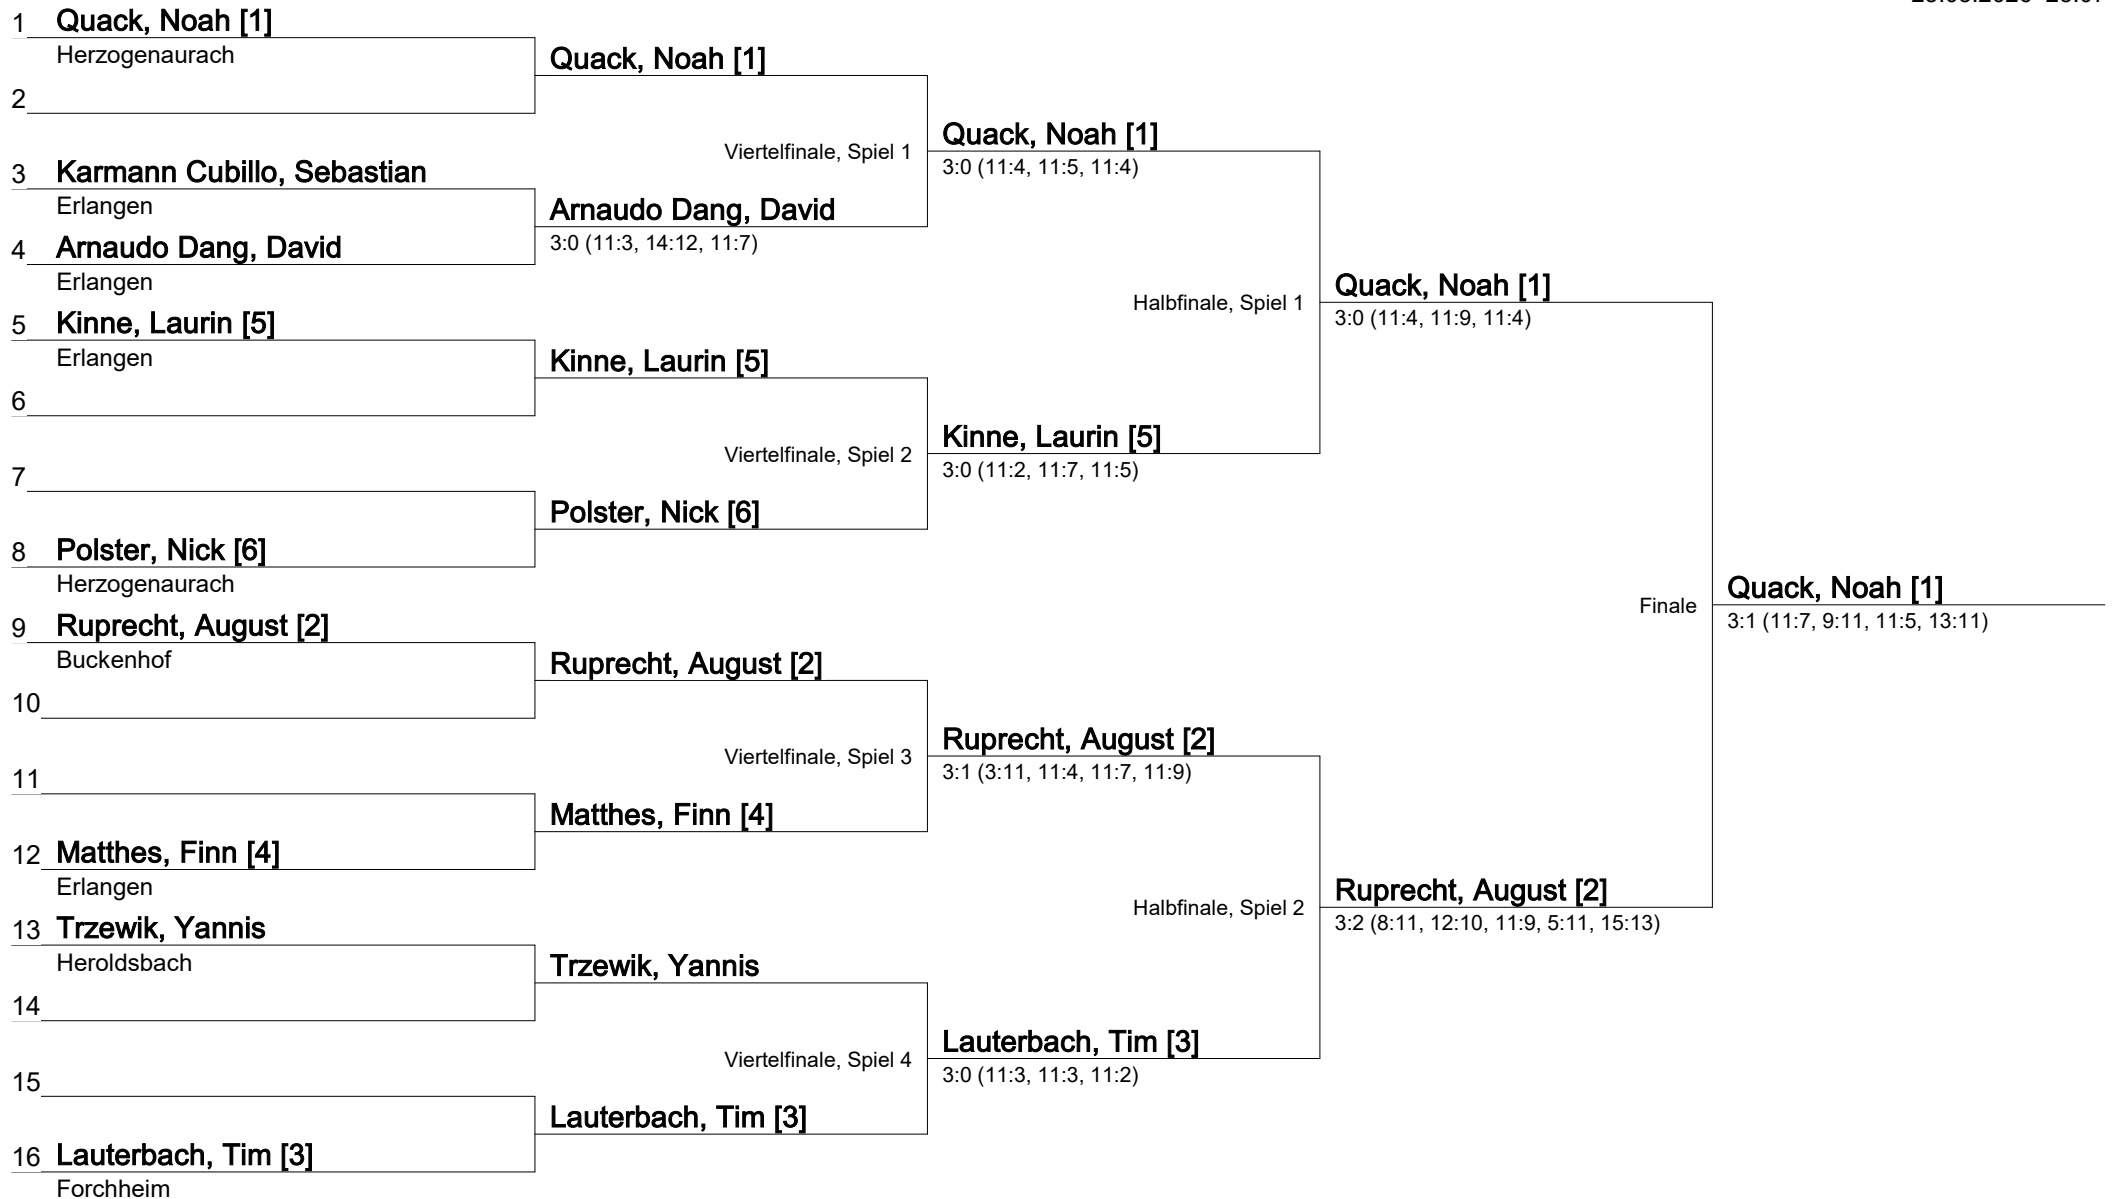 1 Quack, Noah [1]
Herzogenaurach
Quack, Noah [1]
2
Viertelfinale, Spiel 1
Quack, Noah [1]
3:0 (11:4, 11:5, 11:4)
3 Karmann Cubillo, Sebastian
Erlangen
Arnaudo Dang, David
3:0 (11:3, 14:12, 11:7)
4 Arnaudo Dang, David
Erlangen
Halbfinale, Spiel 1
Quack, Noah [1]
3:0 (11:4, 11:9, 11:4)
5 Kinne, Laurin [5]
Erlangen
Kinne, Laurin [5]
6
Viertelfinale, Spiel 2
Kinne, Laurin [5]
3:0 (11:2, 11:7, 11:5)
7
Polster, Nick [6]
8 Polster, Nick [6]
Herzogenaurach
Finale
Quack, Noah [1]
3:1 (11:7, 9:11, 11:5, 13:11)
9 Ruprecht, August [2]
Buckenhof
Ruprecht, August [2]
10
Viertelfinale, Spiel 3
Ruprecht, August [2]
3:1 (3:11, 11:4, 11:7, 11:9)
11
Matthes, Finn [4]
12 Matthes, Finn [4]
Erlangen
Halbfinale, Spiel 2
Ruprecht, August [2]
3:2 (8:11, 12:10, 11:9, 5:11, 15:13)
13 Trzewik, Yannis
Heroldsbach
Trzewik, Yannis
14
Viertelfinale, Spiel 4
Lauterbach, Tim [3]
3:0 (11:3, 11:3, 11:2)
15
Lauterbach, Tim [3]
16 Lauterbach, Tim [3]
Forchheim